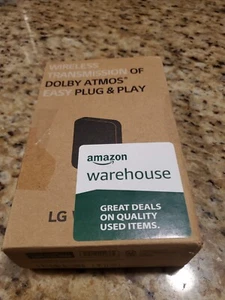 WIRELESS
TRANSMISSION OF
DOLBY ATMOS®
EASY PLUG & PLAY
amazon
warehouse
GREAT DEALS
ON QUALITY
USED ITEMS.
LG